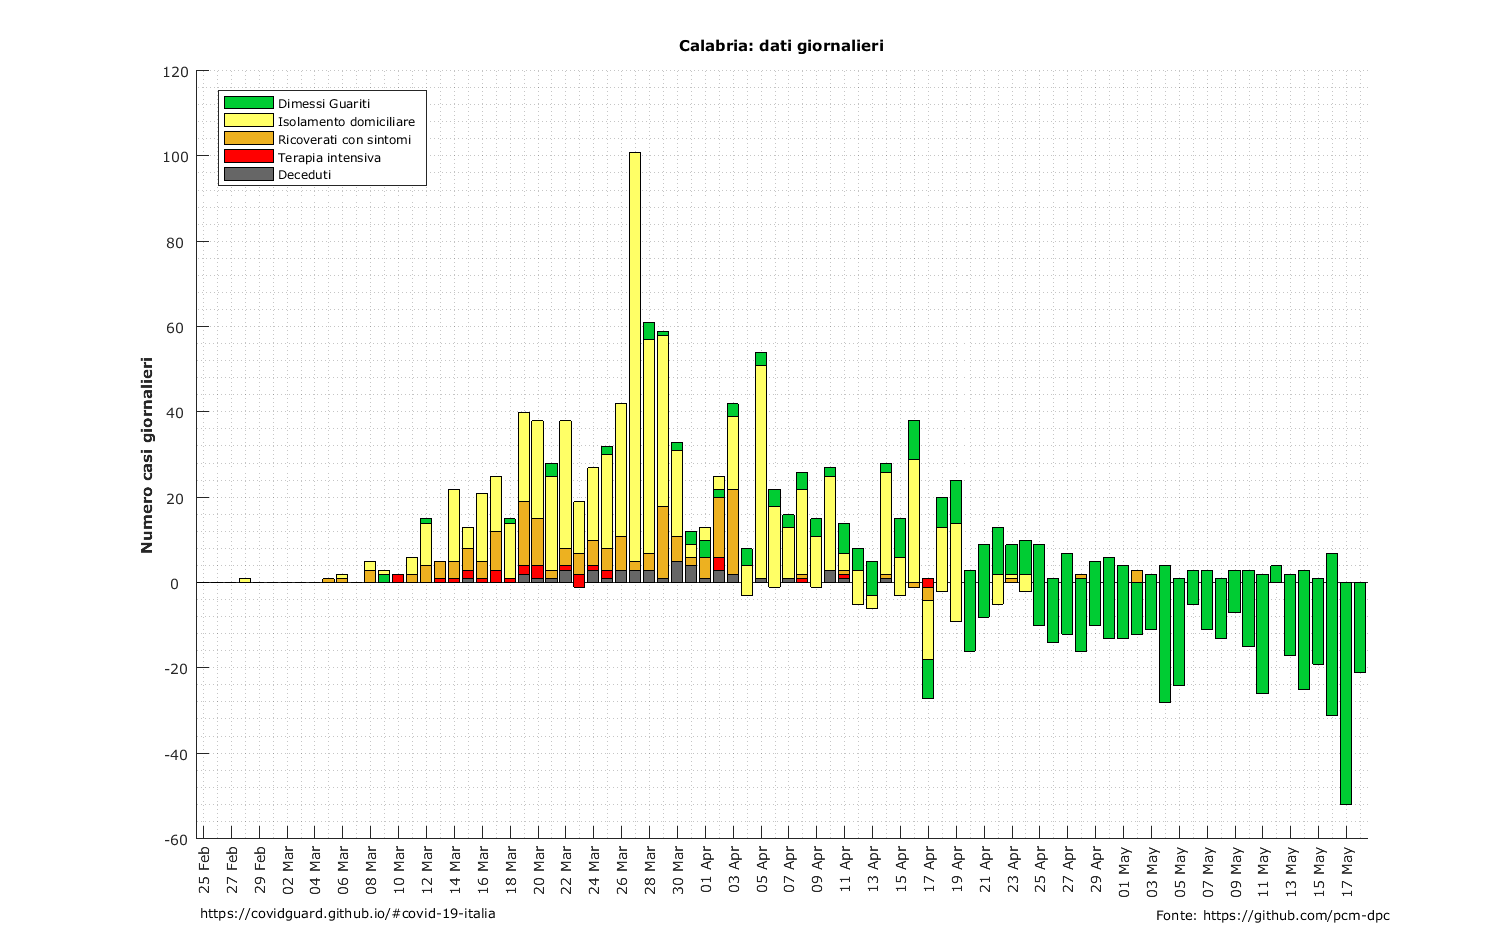 Calabria: dati giornalieri
120
100
80
60
40
20
0
-20
-40
-60
Numero casi giornalieri
Dimessi Guariti
Isolamento domiciliare
Ricoverati con sintomi
Terapia intensiva
Deceduti
25 Feb
27 Feb
29 Feb
02 Mar
04 Mar
06 Mar
08 Mar
10 Mar
12 Mar
14 Mar
16 Mar
18 Mar
20 Mar
22 Mar
24 Mar
26 Mar
28 Mar
30 Mar
01 Apr
03 Apr
05 Apr
07 Apr
09 Apr
11 Apr
13 Apr
15 Apr
17 Apr
19 Apr
21 Apr
23 Apr
25 Apr
27 Apr
29 Apr
01 May
03 May
05 May
07 May
09 May
11 May
13 May
15 May
17 May
https://covidguard.github.io/#covid-19-italia
Fonte: https://github.com/pcm-dpc